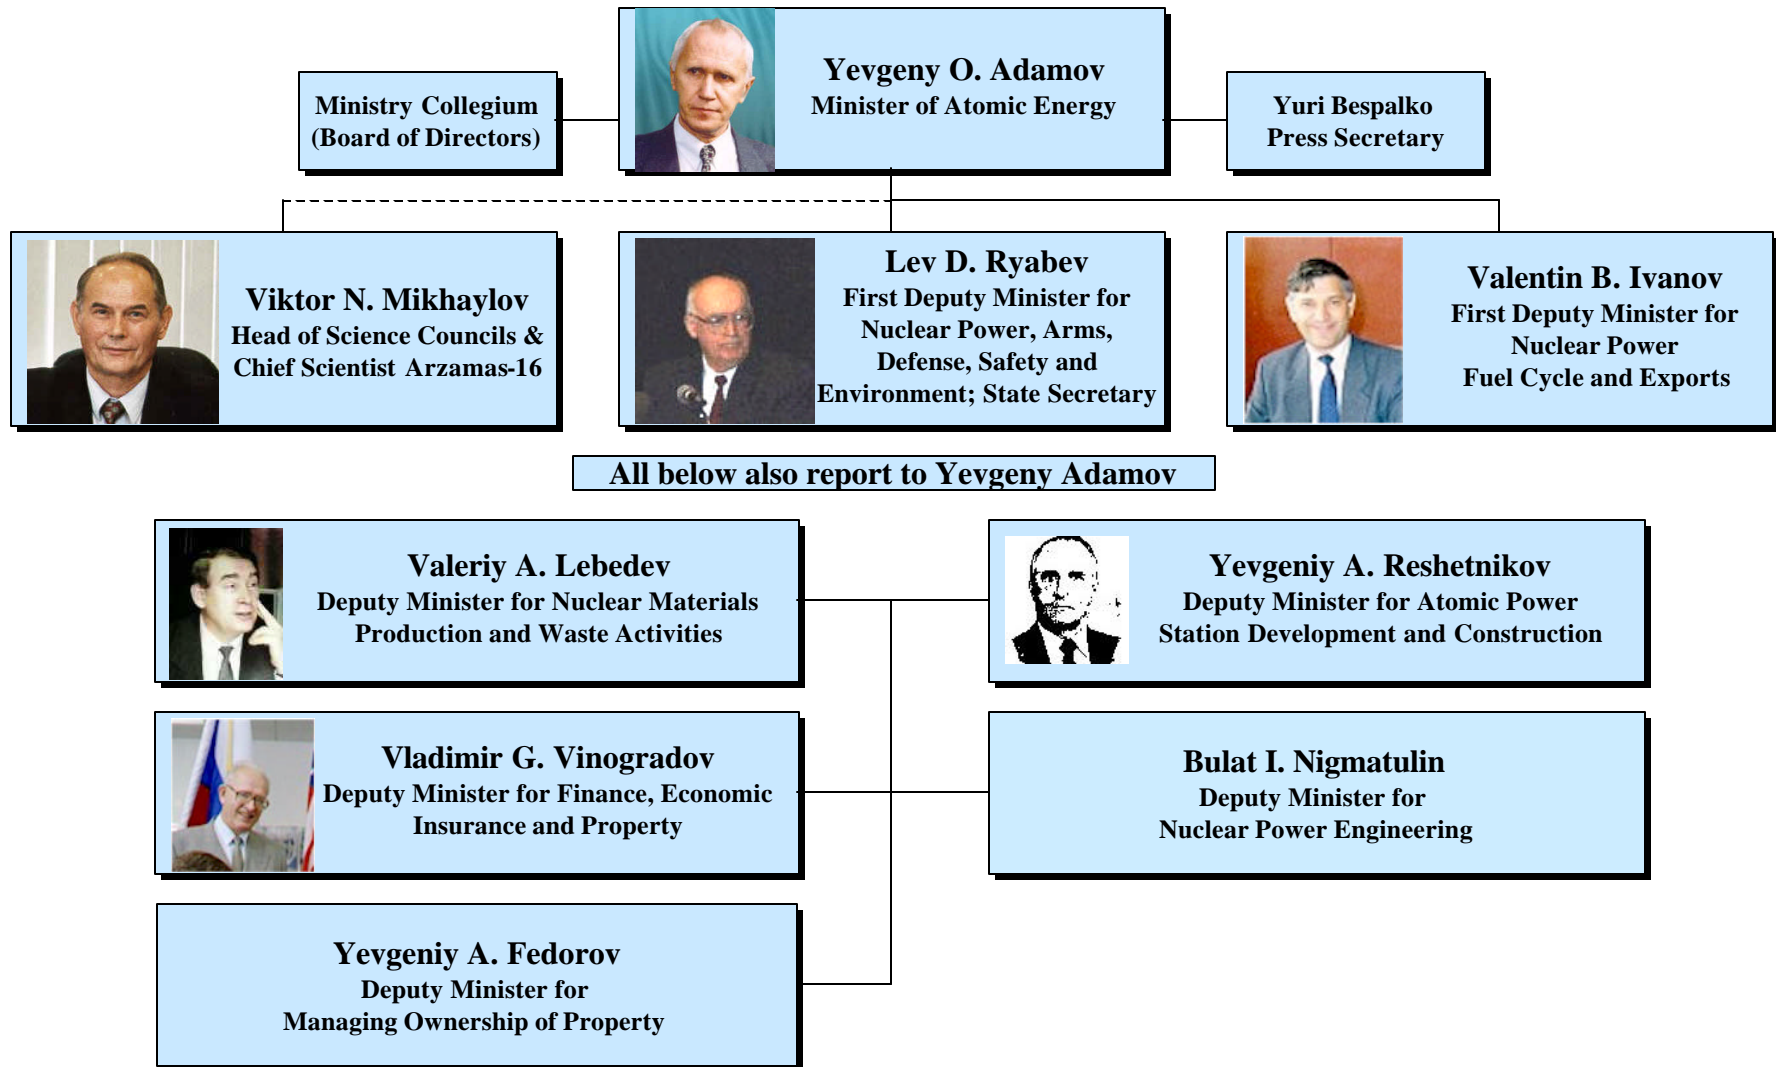 Yevgeny O. Adamov
Minister of Atomic Energy
Ministry Collegium
(Board of Directors)
Yuri Bespalko
Press Secretary
Viktor N. Mikhaylov
Head of Science Councils &
Chief Scientist Arzamas-16
Lev D. Ryabev
First Deputy Minister for
Nuclear Power, Arms,
Defense, Safety and
Environment; State Secretary
Valentin B. Ivanov
First Deputy Minister for
Nuclear Power
Fuel Cycle and Exports
All below also report to Yevgeny Adamov
Valeriy A. Lebedev
Deputy Minister for Nuclear Materials
Production and Waste Activities
Yevgeniy A. Reshetnikov
Deputy Minister for Atomic Power
Station Development and Construction
Vladimir G. Vinogradov
Deputy Minister for Finance, Economic
Insurance and Property
Bulat I. Nigmatulin
Deputy Minister for
Nuclear Power Engineering
Yevgeniy A. Fedorov
Deputy Minister for
Managing Ownership of Property